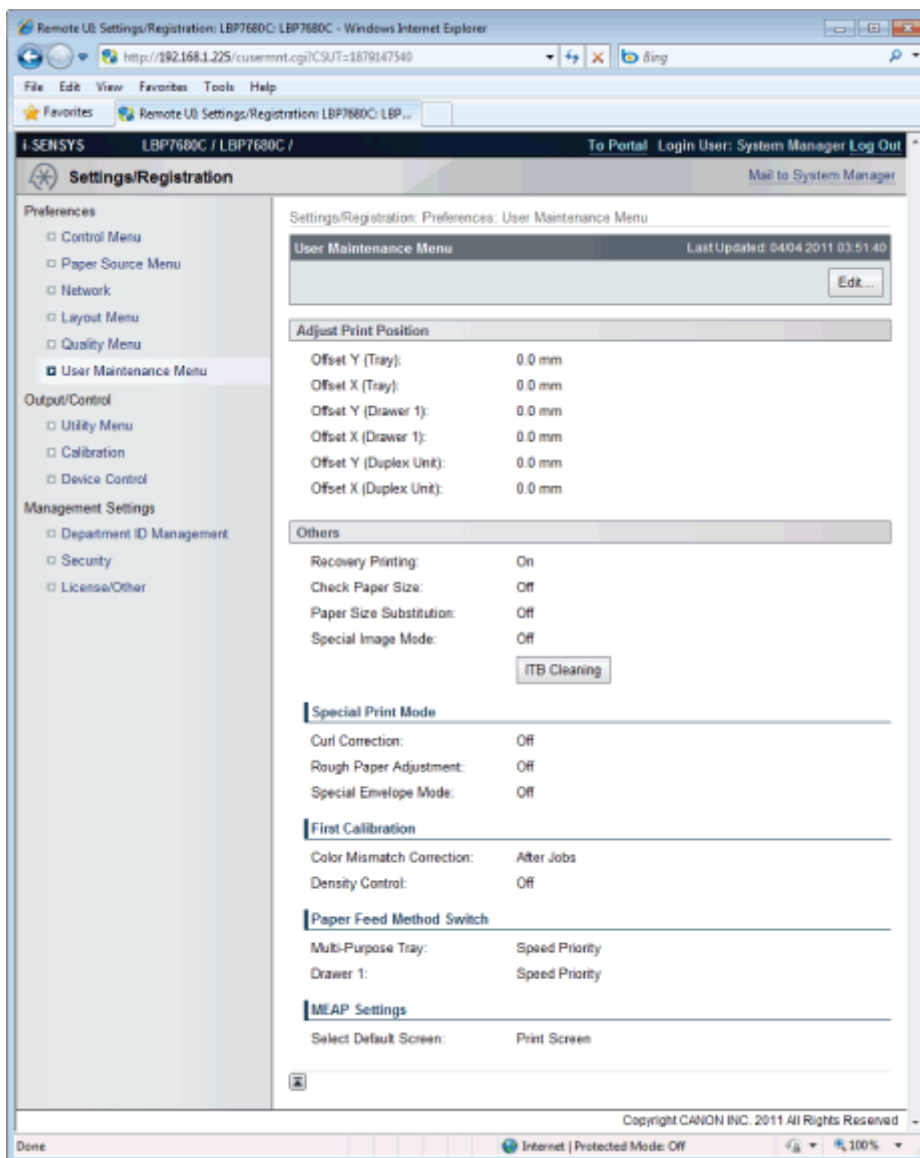 Remote UI: Settings/Registration: LBP7680C: LBP7680C - Windows Internet Explorer
http://192.168.1.225/cusermnt.cgi?CSUT=1879147540
Bing
File Edit View Favorites Tools Help
Favorites Remote UI: Settings/Registration: LBP7680C: LBP...
i-SENSYS LBP7680C / LBP7680C / To Portal Login User: System Manager Log Out
Settings/Registration Mail to System Manager
Preferences
Control Menu
Paper Source Menu
Network
Layout Menu
Quality Menu
User Maintenance Menu
Output/Control
Utility Menu
Calibration
Device Control
Management Settings
Department ID Management
Security
License/Other
Settings/Registration: Preferences: User Maintenance Menu
User Maintenance Menu Last Updated: 04/04 2011 03:51:40
Edit...
Adjust Print Position
Offset Y (Tray): 0.0 mm
Offset X (Tray): 0.0 mm
Offset Y (Drawer 1): 0.0 mm
Offset X (Drawer 1): 0.0 mm
Offset Y (Duplex Unit): 0.0 mm
Offset X (Duplex Unit): 0.0 mm
Others
Recovery Printing: On
Check Paper Size: Off
Paper Size Substitution: Off
Special Image Mode: Off
ITB Cleaning
Special Print Mode
Curl Correction: Off
Rough Paper Adjustment: Off
Special Envelope Mode: Off
First Calibration
Color Mismatch Correction: After Jobs
Density Control: Off
Paper Feed Method Switch
Multi-Purpose Tray: Speed Priority
Drawer 1: Speed Priority
MEAP Settings
Select Default Screen: Print Screen
Copyright CANON INC. 2011 All Rights Reserved
Done Internet | Protected Mode: Off 100%